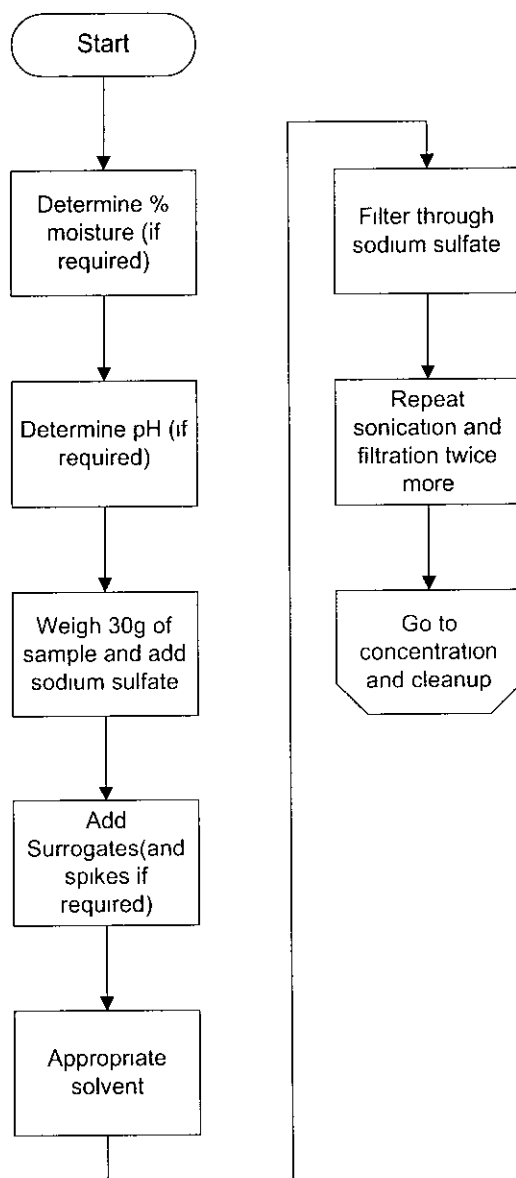 Start
Determine %
moisture (if
required)
Determine pH (if
required)
Weigh 30g of
sample and add
sodium sulfate
Add
Surrogates(and
spikes if
required)
Appropriate
solvent
Filter through
sodium sulfate
Repeat
sonication and
filtration twice
more
Go to
concentration
and cleanup